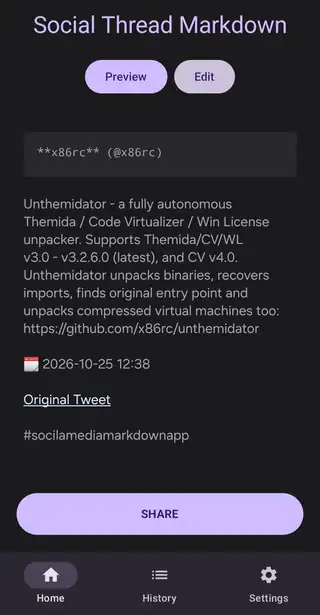 Social Thread Markdown
Preview
Edit
**x86rc** (@x86rc)
Unthemidator - a fully autonomous
Themida / Code Virtualizer / Win License
unpacker. Supports Themida/CV/WL
v3.0 - v3.2.6.0 (latest), and CV v4.0.
Unthemidator unpacks binaries, recovers
imports, finds original entry point and
unpacks compressed virtual machines too:
https://github.com/x86rc/unthemidator
2026-10-25 12:38
Original Tweet
#socilamediamarkdownapp
SHARE
Home
History
Settings